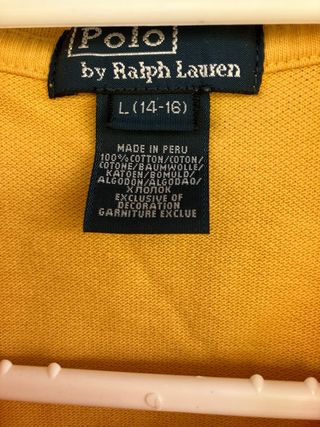 Polo
by Ralph Lauren
L (14-16)
MADE IN PERU
100% COTTON/COTON/
COTONE/BAUMWOLLE/
KATOEN/BOMULD/
ALGODON/ALGODAO/
ХЛОПОК
EXCLUSIVE OF
DECORATION
GARNITURE EXCLUE